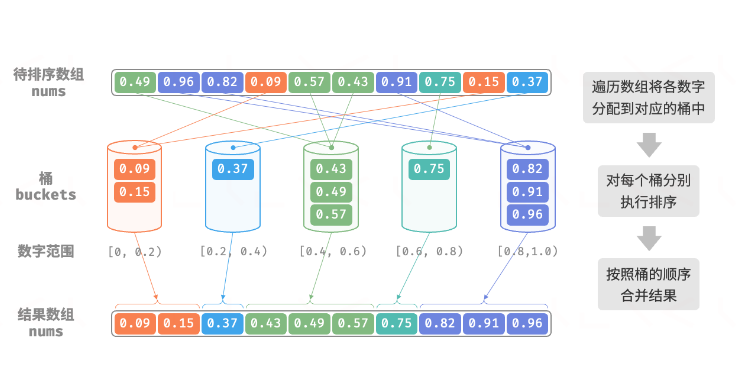 待排序数组
nums
0.49 0.96 0.82 0.09 0.57 0.43 0.91 0.75 0.15 0.37
遍历数组将各数字
分配到对应的桶中
桶
buckets
0.09 0.37 0.43 0.75 0.82
0.15 0.49 0.91
0.57 0.96
对每个桶分别
执行排序
数字范围
[0, 0.2) [0.2, 0.4) [0.4, 0.6) [0.6, 0.8) [0.8,1.0)
按照桶的顺序
合并结果
结果数组
nums
0.09 0.15 0.37 0.43 0.49 0.57 0.75 0.82 0.91 0.96